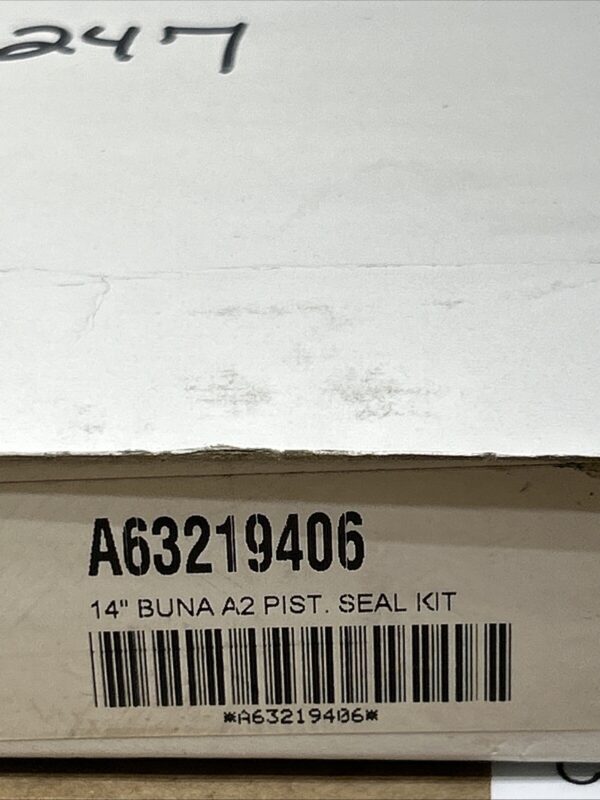 247
A63219406
14" BUNA A2 PIST. SEAL KIT
*A63219406*